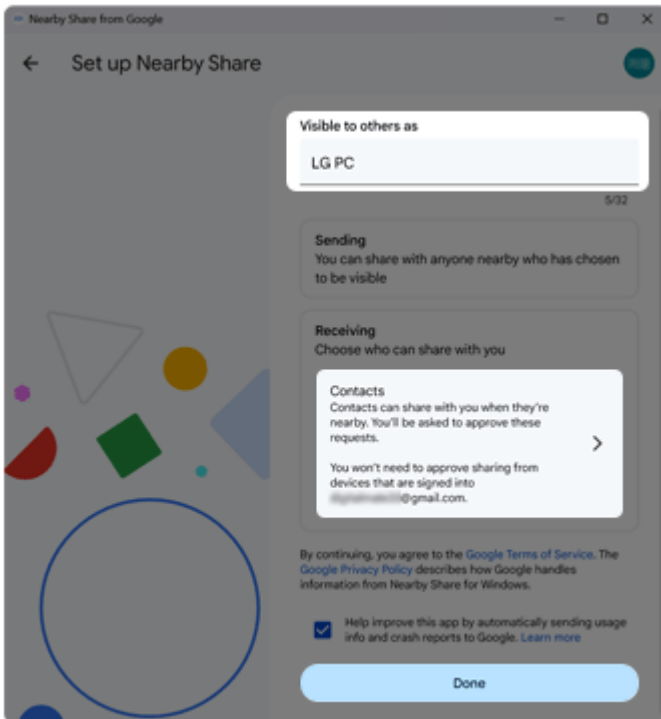 Nearby Share from Google
Set up Nearby Share
Visible to others as
LG PC
5/32
Sending
You can share with anyone nearby who has chosen
to be visible
Receiving
Choose who can share with you
Contacts
Contacts can share with you when they're
nearby. You'll be asked to approve these
requests.
You won't need to approve sharing from
devices that are signed into
@gmail.com.
By continuing, you agree to the Google Terms of Service. The
Google Privacy Policy describes how Google handles
information from Nearby Share for Windows.
Help improve this app by automatically sending usage
info and crash reports to Google. Learn more
Done